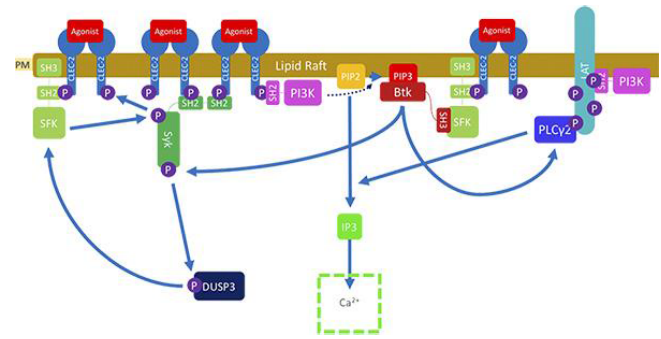 Agonist
Agonist
Agonist
Agonist
PM
SH3
CLEC-2
CLEC-2
CLEC-2
CLEC-2
CLEC-2
CLEC-2
Lipid Raft
PIP2
PIP3
SH3
CLEC-2
CLEC-2
LAT
SH2
P
P
P
P
P
P
SH2
PI3K
Btk
SH2
P
P
P
P
SH2
PI3K
SFK
P
SH2
SH2
SH3
SFK
PLCγ2
P
P
Syk
P
IP3
P
DUSP3
Ca²⁺